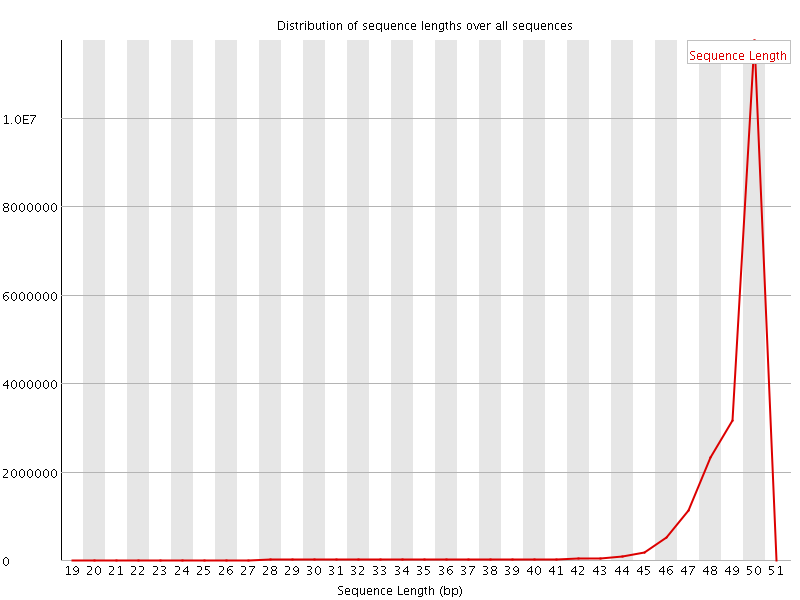 Distribution of sequence lengths over all sequences
Sequence Length
1.0E7
8000000
6000000
4000000
2000000
0
19 20 21 22 23 24 25 26 27 28 29 30 31 32 33 34 35 36 37 38 39 40 41 42 43 44 45 46 47 48 49 50 51
Sequence Length (bp)